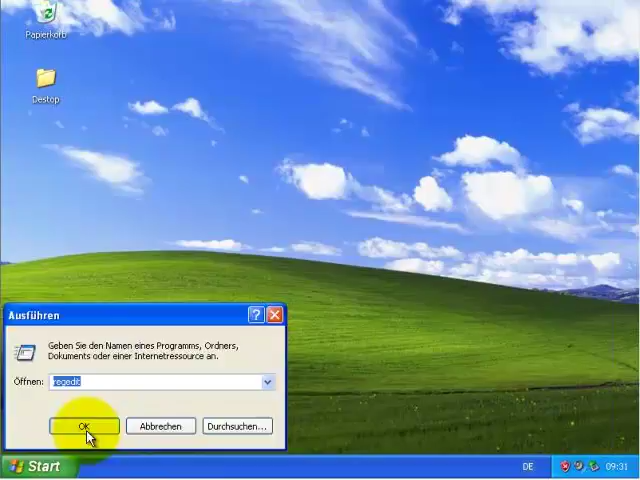 Papierkorb
Destop
Ausführen
Geben Sie den Namen eines Programms, Ordners,
Dokuments oder einer Internetressource an.
Öffnen: regedit
OK Abbrechen Durchsuchen...
Start DE 09:31